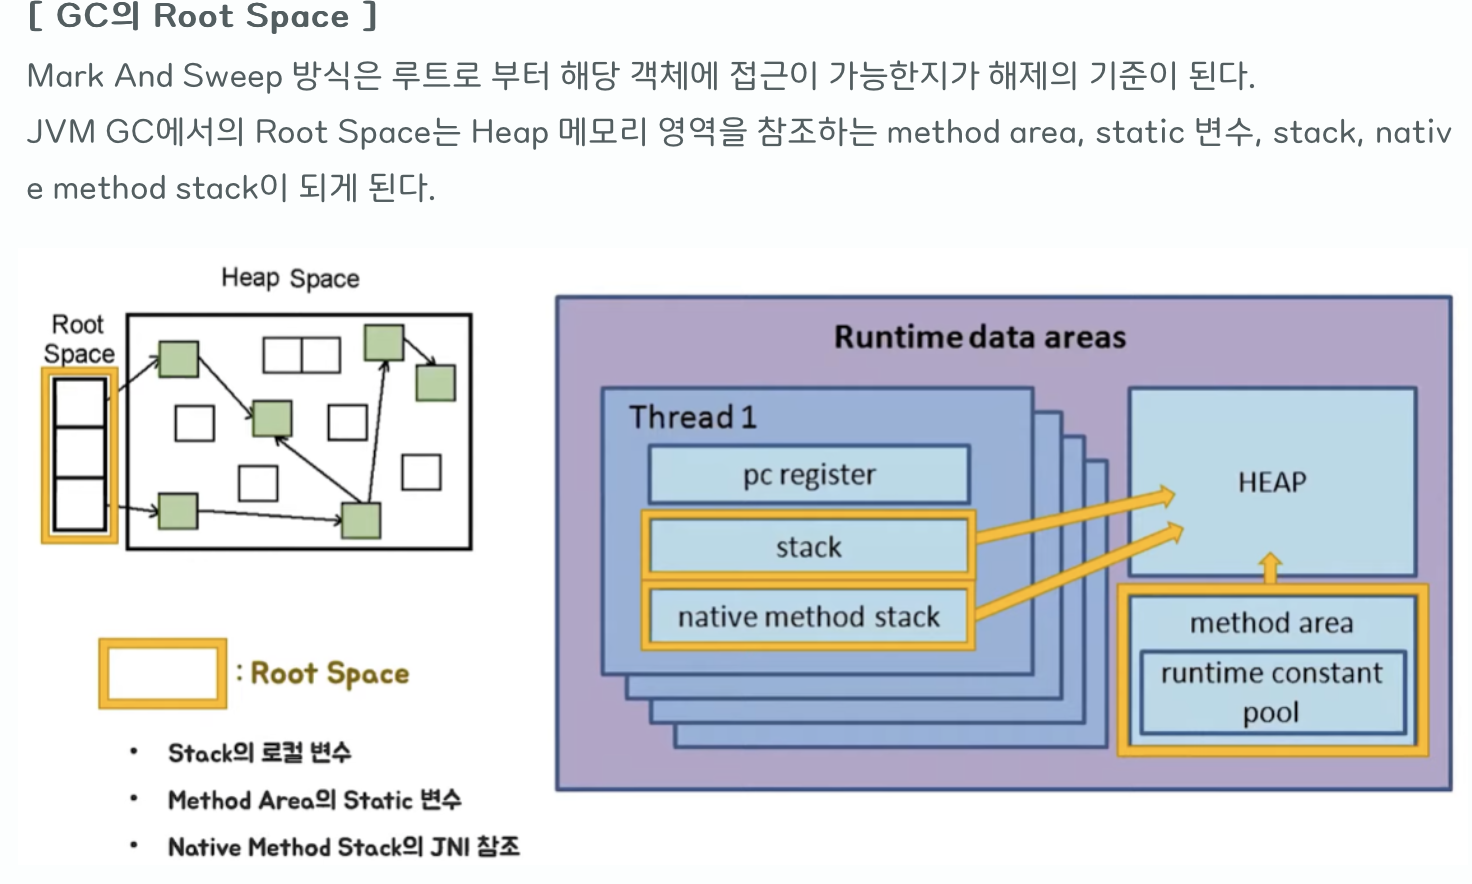 [ GC의 Root Space ]
Mark And Sweep 방식은 루트로 부터 해당 객체에 접근이 가능한지가 해제의 기준이 된다.
JVM GC에서의 Root Space는 Heap 메모리 영역을 참조하는 method area, static 변수, stack, nativ
e method stack이 되게 된다.
Heap Space
Root
Space
: Root Space
• Stack의 로컬 변수
• Method Area의 Static 변수
• Native Method Stack의 JNI 참조
Runtime data areas
Thread 1
pc register
stack
native method stack
HEAP
method area
runtime constant
pool